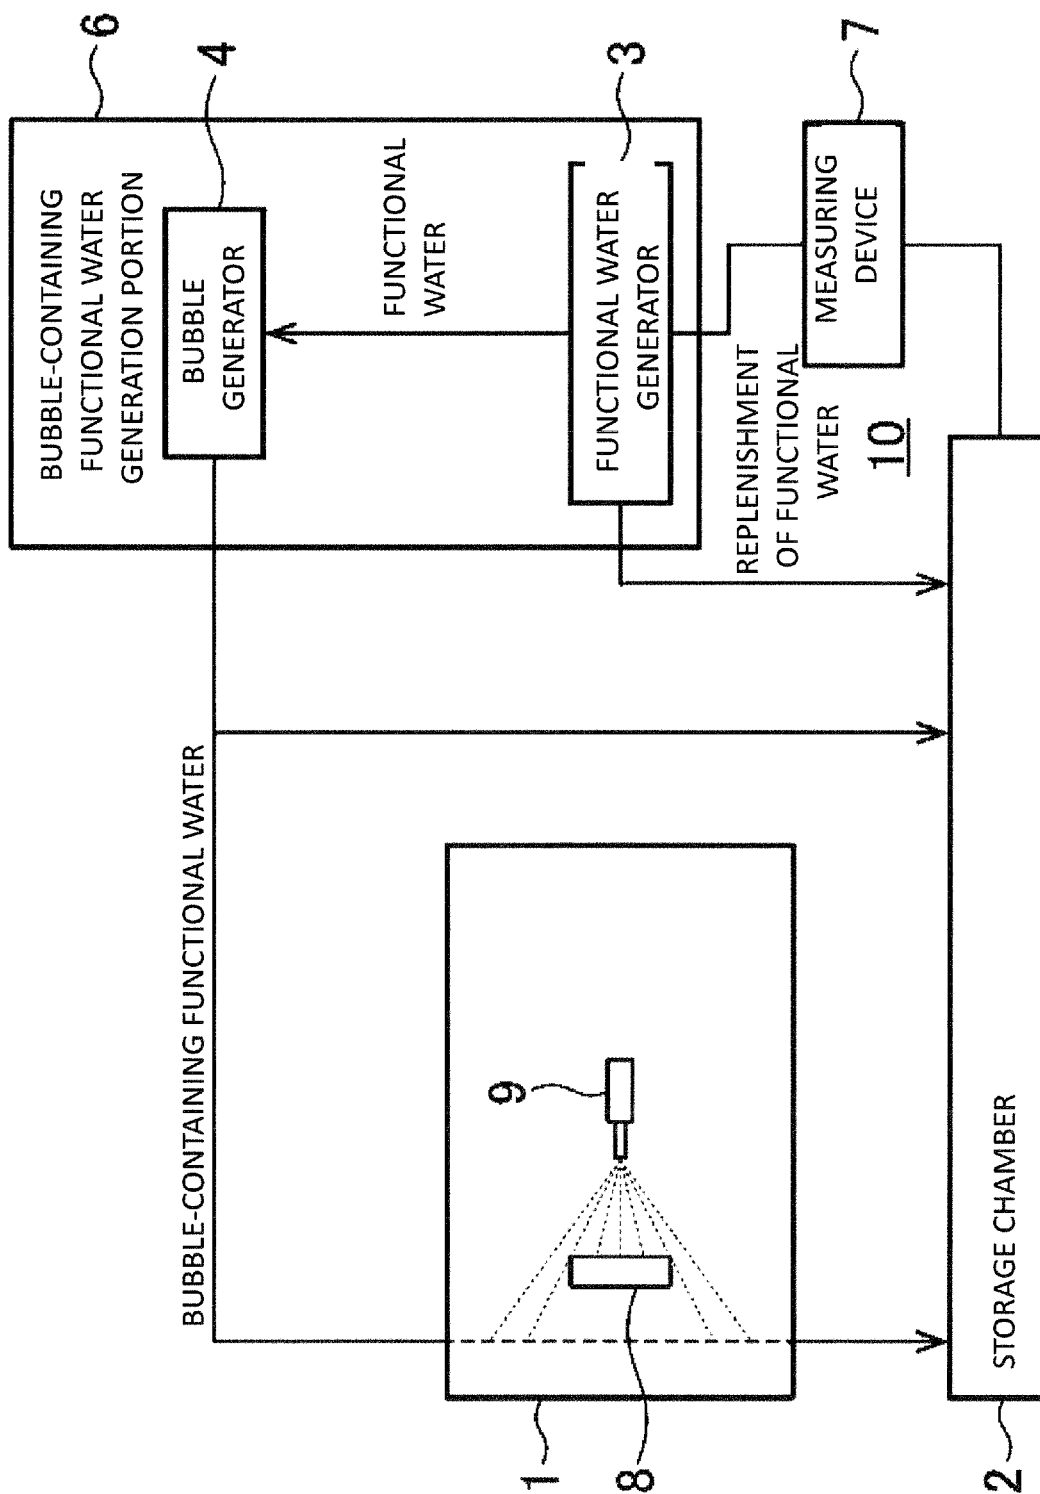 6
4
BUBBLE-CONTAINING
FUNCTIONAL WATER
GENERATION PORTION
BUBBLE
GENERATOR
FUNCTIONAL
WATER
3
FUNCTIONAL WATER
GENERATOR
7
MEASURING
DEVICE
REPLENISHMENT
OF FUNCTIONAL
WATER
10
BUBBLE-CONTAINING FUNCTIONAL WATER
9
1
8
STORAGE CHAMBER
2